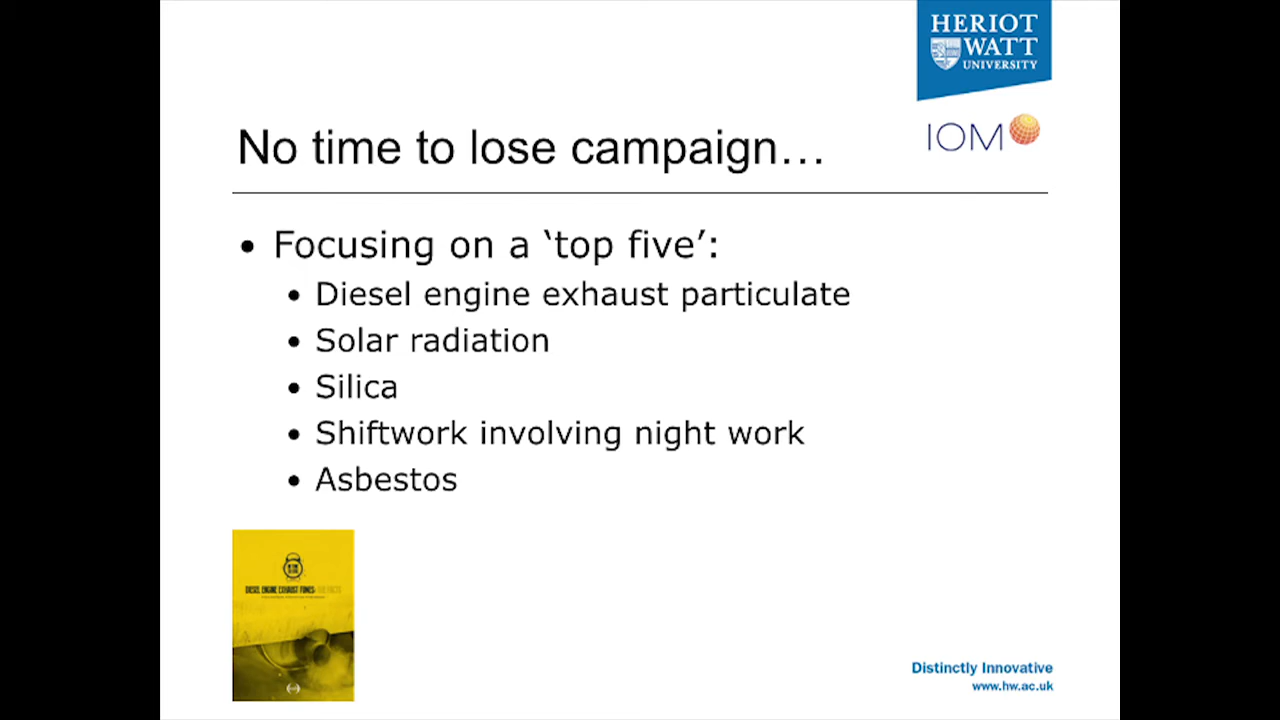 HERIOT
WATT
UNIVERSITY
IOM
No time to lose campaign…
• Focusing on a ‘top five’:
• Diesel engine exhaust particulate
• Solar radiation
• Silica
• Shiftwork involving night work
• Asbestos
DIESEL ENGINE EXHAUST FUMES:
Distinctly Innovative
www.hw.ac.uk